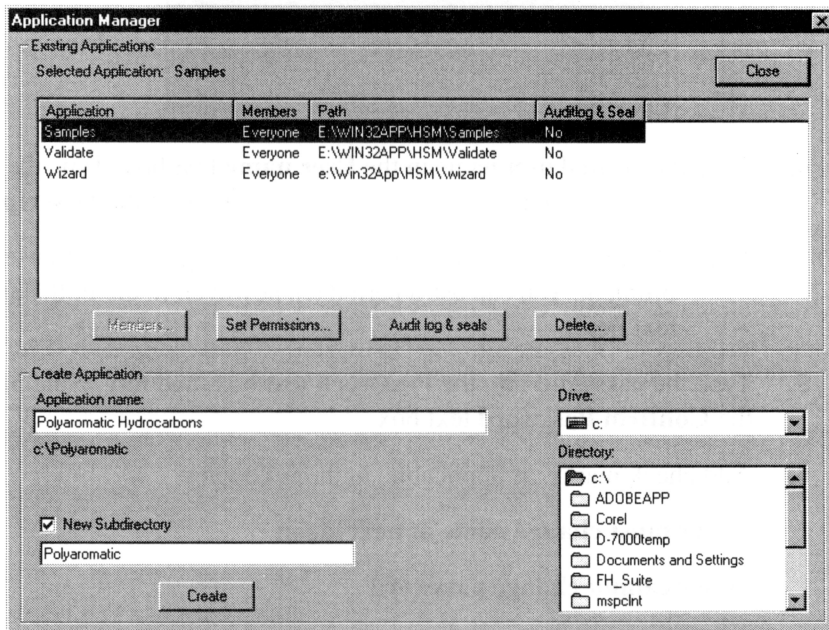 Application Manager
Existing Applications
Selected Application: Samples
Close
Application Members Path Auditlog & Seal
Samples Everyone E:\WIN32APP\HSM\Samples No
Validate Everyone E:\WIN32APP\HSM\Validate No
Wizard Everyone e:\Win32App\HSM\\wizard No
Members... Set Permissions... Audit log & seals Delete...
Create Application
Application name:
Polyaromatic Hydrocarbons
c:\Polyaromatic
New Subdirectory
Polyaromatic
Create
Drive:
c:
Directory:
c:\
ADOBEAPP
Corel
D-7000temp
Documents and Settings
FH_Suite
mspclnt